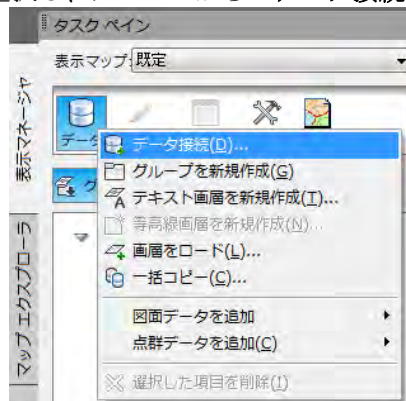 タスク ペイン
表示マップ:既定
データ
データ接続(D)...
グループを新規作成(G)
テキスト画層を新規作成(T)...
等高線画層を新規作成(N)...
画層をロード(L)...
一括コピー(C)...
図面データを追加
点群データを追加(C)
選択した項目を削除(I)
表示マネージャ
マップ エクスプローラ